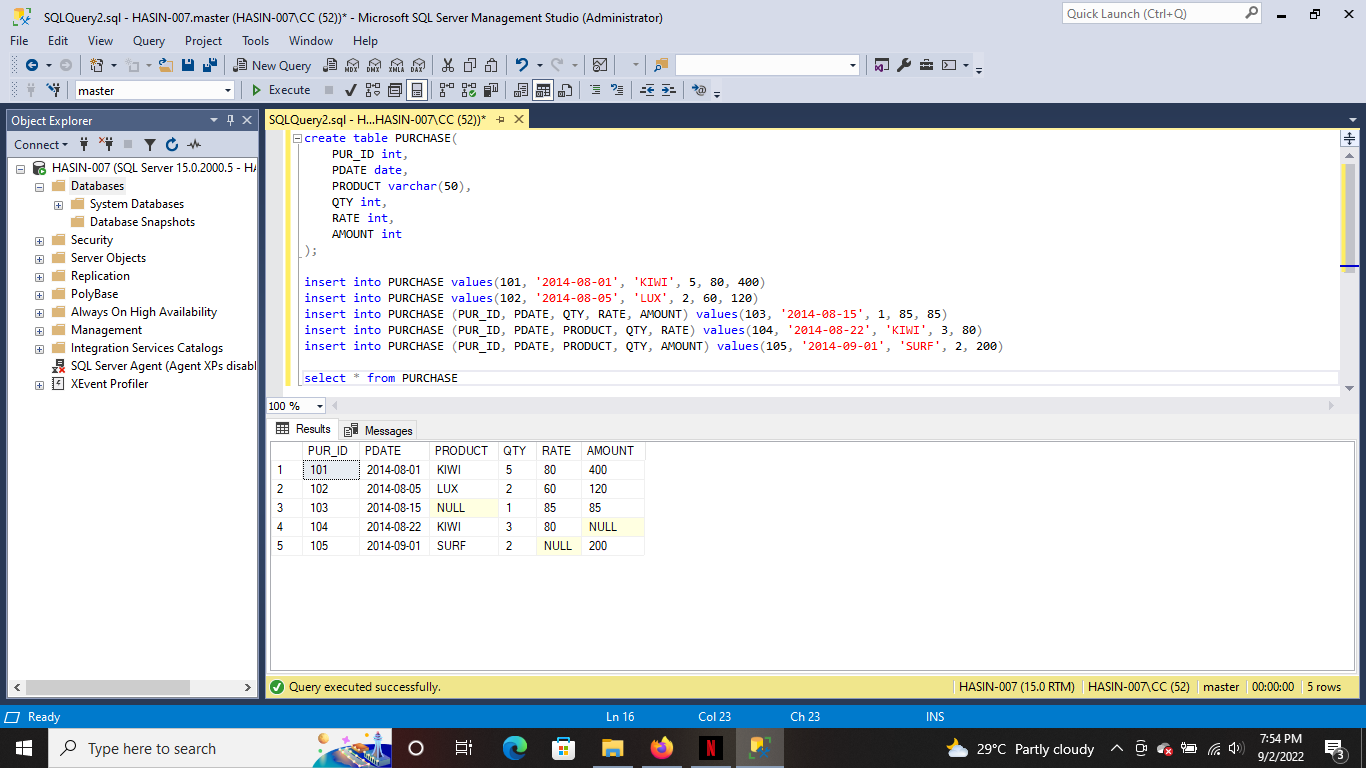 SQLQuery2.sql - HASIN-007.master (HASIN-007\CC (52))* - Microsoft SQL Server Management Studio (Administrator)
Quick Launch (Ctrl+Q)
File Edit View Query Project Tools Window Help
New Query MDX DMX XMLA DAX
master Execute
Object Explorer
Connect
HASIN-007 (SQL Server 15.0.2000.5 - HA
Databases
System Databases
Database Snapshots
Security
Server Objects
Replication
PolyBase
Always On High Availability
Management
Integration Services Catalogs
SQL Server Agent (Agent XPs disabl
XEvent Profiler
SQLQuery2.sql - H...HASIN-007\CC (52))*
create table PURCHASE(
PUR_ID int,
PDATE date,
PRODUCT varchar(50),
QTY int,
RATE int,
AMOUNT int
);
insert into PURCHASE values(101, '2014-08-01', 'KIWI', 5, 80, 400)
insert into PURCHASE values(102, '2014-08-05', 'LUX', 2, 60, 120)
insert into PURCHASE (PUR_ID, PDATE, QTY, RATE, AMOUNT) values(103, '2014-08-15', 1, 85, 85)
insert into PURCHASE (PUR_ID, PDATE, PRODUCT, QTY, RATE) values(104, '2014-08-22', 'KIWI', 3, 80)
insert into PURCHASE (PUR_ID, PDATE, PRODUCT, QTY, AMOUNT) values(105, '2014-09-01', 'SURF', 2, 200)
select * from PURCHASE
100 %
Results Messages
PUR_ID PDATE PRODUCT QTY RATE AMOUNT
1 101 2014-08-01 KIWI 5 80 400
2 102 2014-08-05 LUX 2 60 120
3 103 2014-08-15 NULL 1 85 85
4 104 2014-08-22 KIWI 3 80 NULL
5 105 2014-09-01 SURF 2 NULL 200
Query executed successfully. HASIN-007 (15.0 RTM) HASIN-007\CC (52) master 00:00:00 5 rows
Ready Ln 16 Col 23 Ch 23 INS
Type here to search N 29°C Partly cloudy 7:54 PM
9/2/2022 3